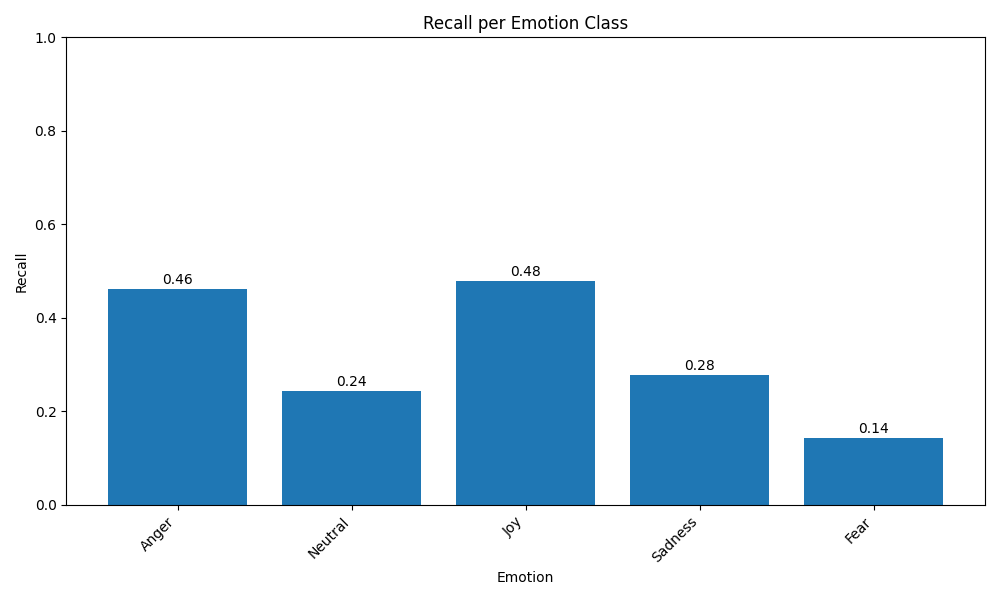 Recall per Emotion Class
1.0
0.8
0.6
0.4
0.2
0.0
Recall
0.46
0.24
0.48
0.28
0.14
Anger
Neutral
Joy
Sadness
Fear
Emotion